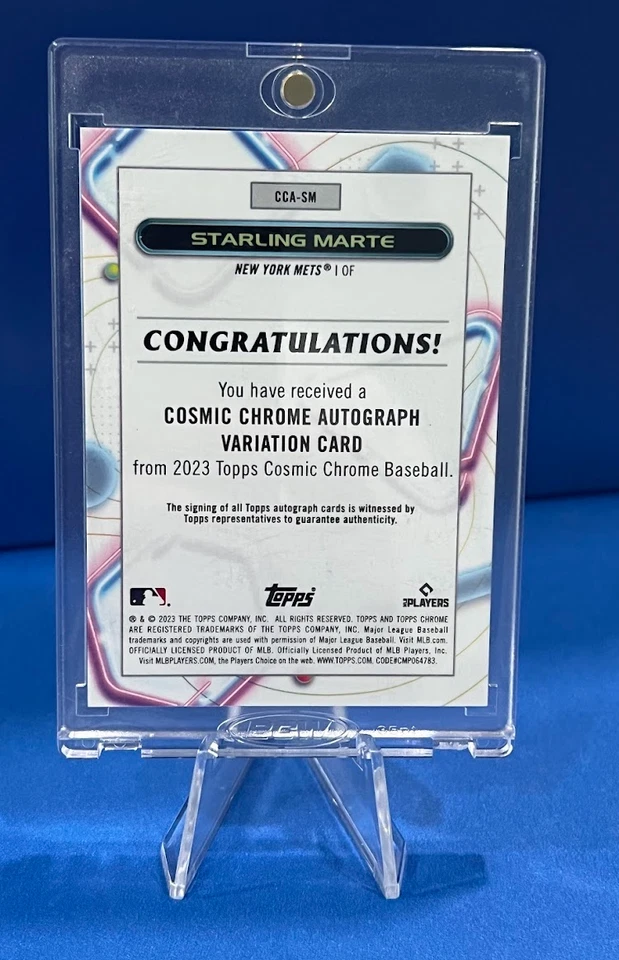 CCA-SM
STARLING MARTE
NEW YORK METS® | OF
CONGRATULATIONS!
You have received a
COSMIC CHROME AUTOGRAPH
VARIATION CARD
from 2023 Topps Cosmic Chrome Baseball.
The signing of all Topps autograph cards is witnessed by
Topps representatives to guarantee authenticity.
Topps
PLAYERS
® & © 2023 THE TOPPS COMPANY, INC. ALL RIGHTS RESERVED. TOPPS AND TOPPS CHROME
ARE REGISTERED TRADEMARKS OF THE TOPPS COMPANY, INC. Major League Baseball
trademarks and copyrights are used with permission of Major League Baseball. Visit MLB.com.
OFFICIALLY LICENSED PRODUCT OF MLB. Officially Licensed Product of MLB Players, Inc.
Visit MLBPLAYERS.COM, the Players Choice on the web. WWW.TOPPS.COM. CODE#CMP064783.